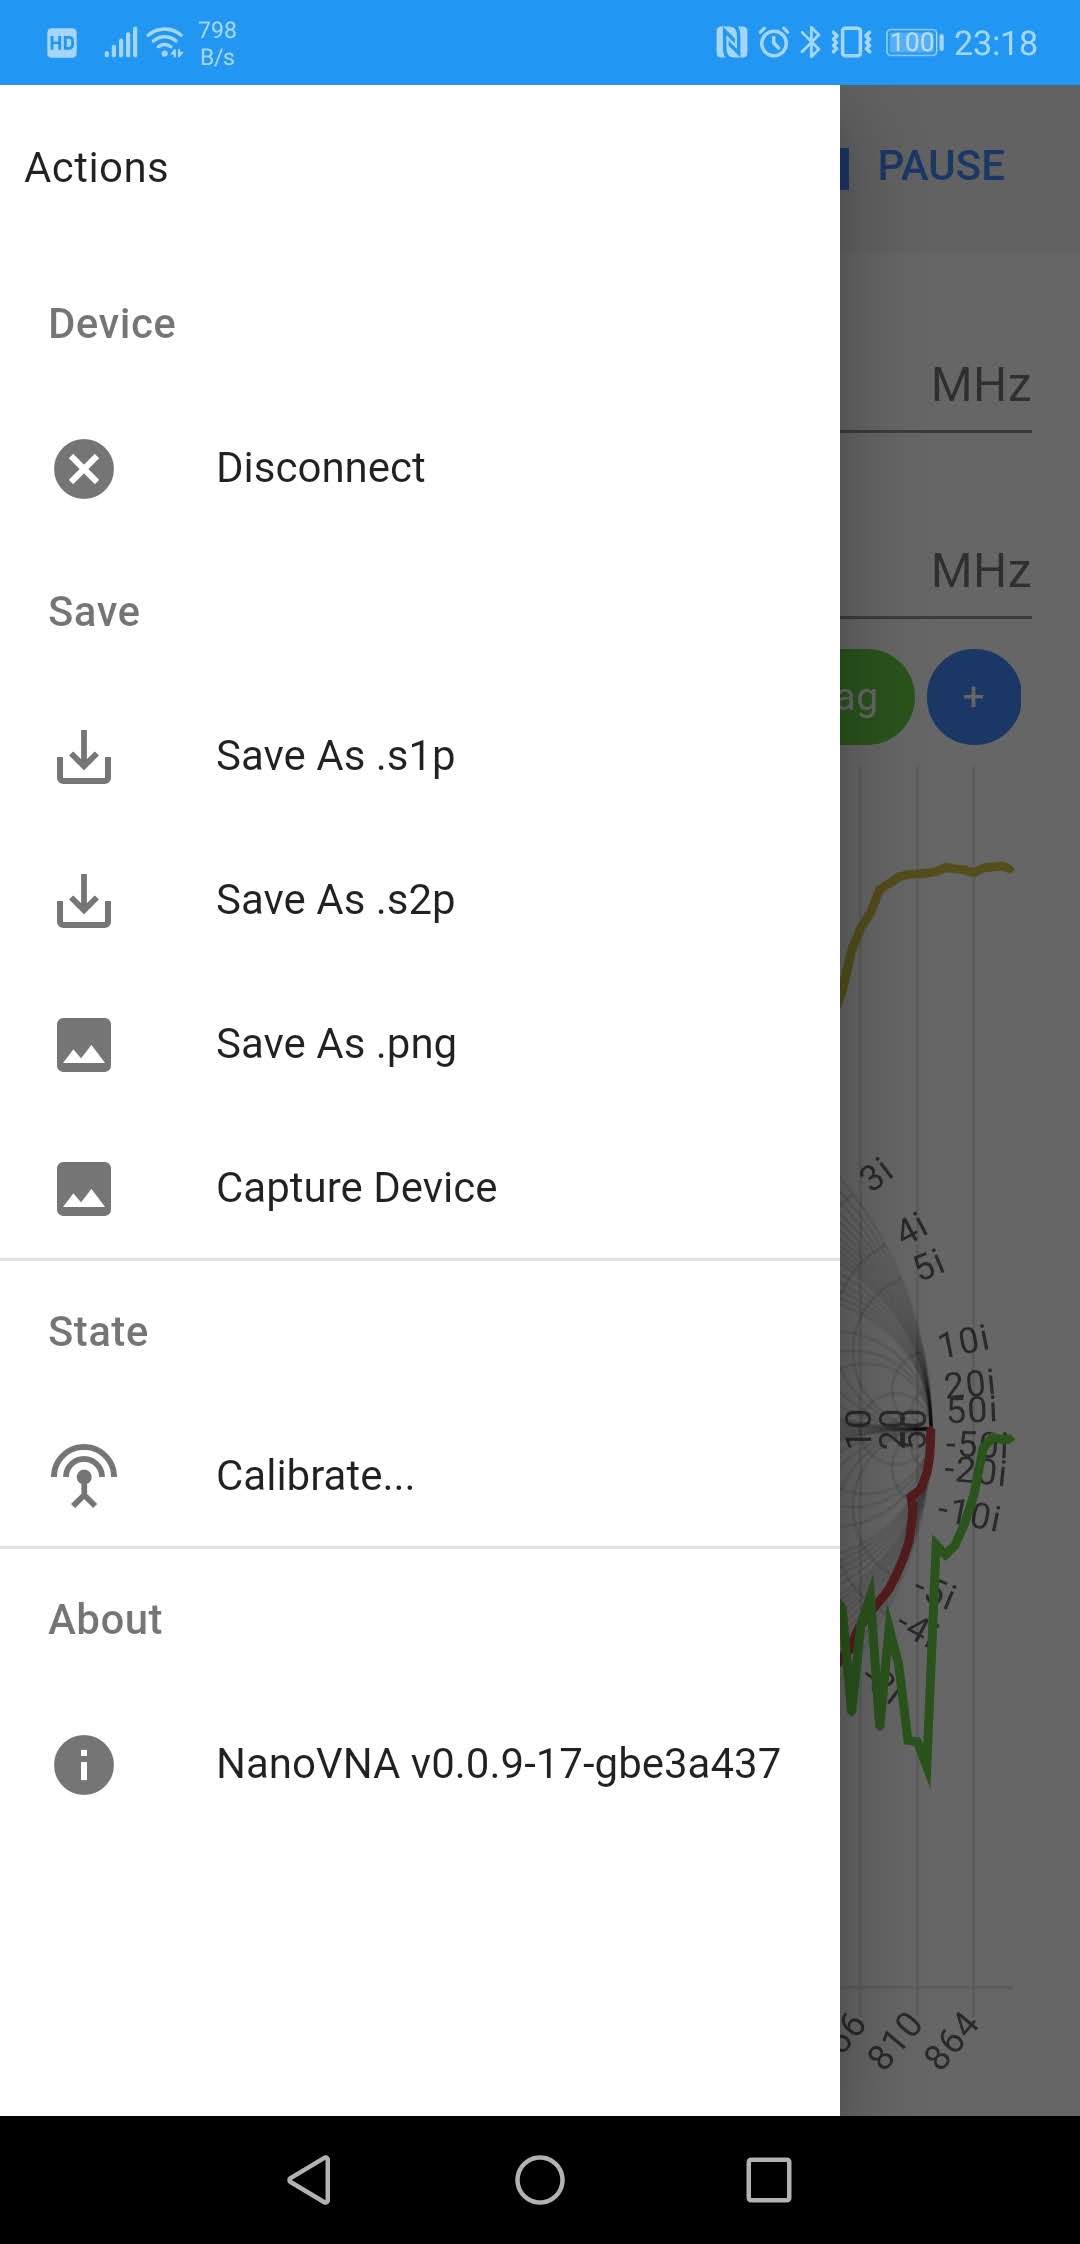 HD 798 B/s 100 23:18
Actions
PAUSE
Device
MHz
Disconnect
MHz
Save
ag +
Save As .s1p
Save As .s2p
Save As .png
3i
Capture Device
4i
5i
State
10i
20i
50i
10 20 50
-50i
-20i
Calibrate...
-10i
-5i
About
NanoVNA v0.0.9-17-gbe3a437
810 864